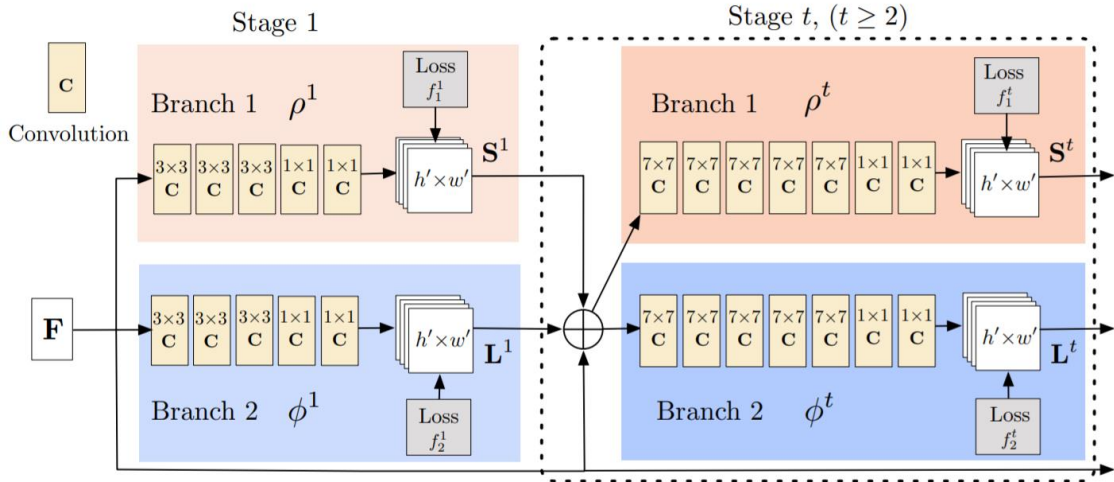 Stage 1
Stage t, (t ≥ 2)
C
Convolution
Branch 1 ρ¹
Loss
f₁¹
3×3 3×3 3×3 1×1 1×1
C C C C C
h′×w′
S¹
Branch 1 ρᵗ
Loss
f₁ᵗ
7×7 7×7 7×7 7×7 7×7 1×1 1×1
C C C C C C C
h′×w′
Sᵗ
F
3×3 3×3 3×3 1×1 1×1
C C C C C
h′×w′
L¹
Branch 2 ϕ¹
Loss
f₂¹
7×7 7×7 7×7 7×7 7×7 1×1 1×1
C C C C C C C
h′×w′
Lᵗ
Branch 2 ϕᵗ
Loss
f₂ᵗ